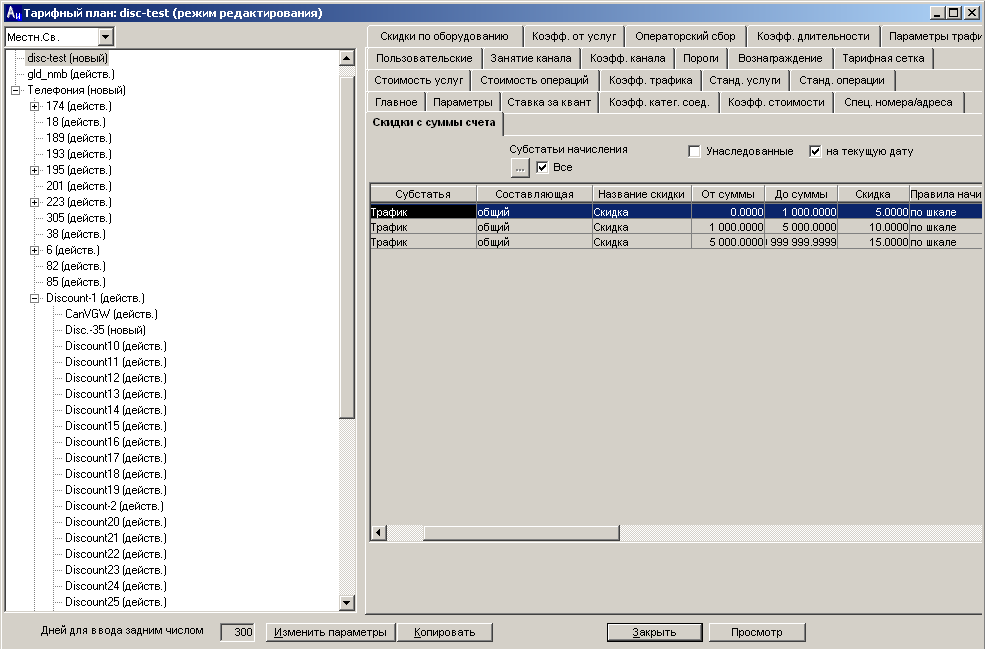 Тарифный план: disc-test (режим редактирования)
Местн.Св.
disc-test (новый)
gld_nmb (действ.)
Телефония (новый)
174 (действ.)
18 (действ.)
189 (действ.)
193 (действ.)
195 (действ.)
201 (действ.)
223 (действ.)
305 (действ.)
38 (действ.)
6 (действ.)
82 (действ.)
85 (действ.)
Discount-1 (действ.)
CanVGW (действ.)
Disc.-35 (новый)
Discount10 (действ.)
Discount11 (действ.)
Discount12 (действ.)
Discount13 (действ.)
Discount14 (действ.)
Discount15 (действ.)
Discount16 (действ.)
Discount17 (действ.)
Discount18 (действ.)
Discount19 (действ.)
Discount-2 (действ.)
Discount20 (действ.)
Discount21 (действ.)
Discount22 (действ.)
Discount23 (действ.)
Discount24 (действ.)
Discount25 (действ.)
Скидки по оборудованию Коэфф. от услуг Операторский сбор Коэфф. длительности Параметры трафи
Пользовательские Занятие канала Коэфф. канала Пороги Вознаграждение Тарифная сетка
Стоимость услуг Стоимость операций Коэфф. трафика Станд. услуги Станд. операции
Главное Параметры Ставка за квант Коэфф. катег. соед. Коэфф. стоимости Спец. номера/адреса
Скидки с суммы счета
Субстатьи начисления Унаследованные на текущую дату
... Все
Субстатья Составляющая Название скидки От суммы До суммы Скидка Правила начи
Трафик общий Скидка 0.0000 1 000.0000 5.0000 по шкале
Трафик общий Скидка 1 000.0000 5 000.0000 10.0000 по шкале
Трафик общий Скидка 5 000.0000 999 999.9999 15.0000 по шкале
Дней для ввода задним числом 300 Изменить параметры Копировать Закрыть Просмотр